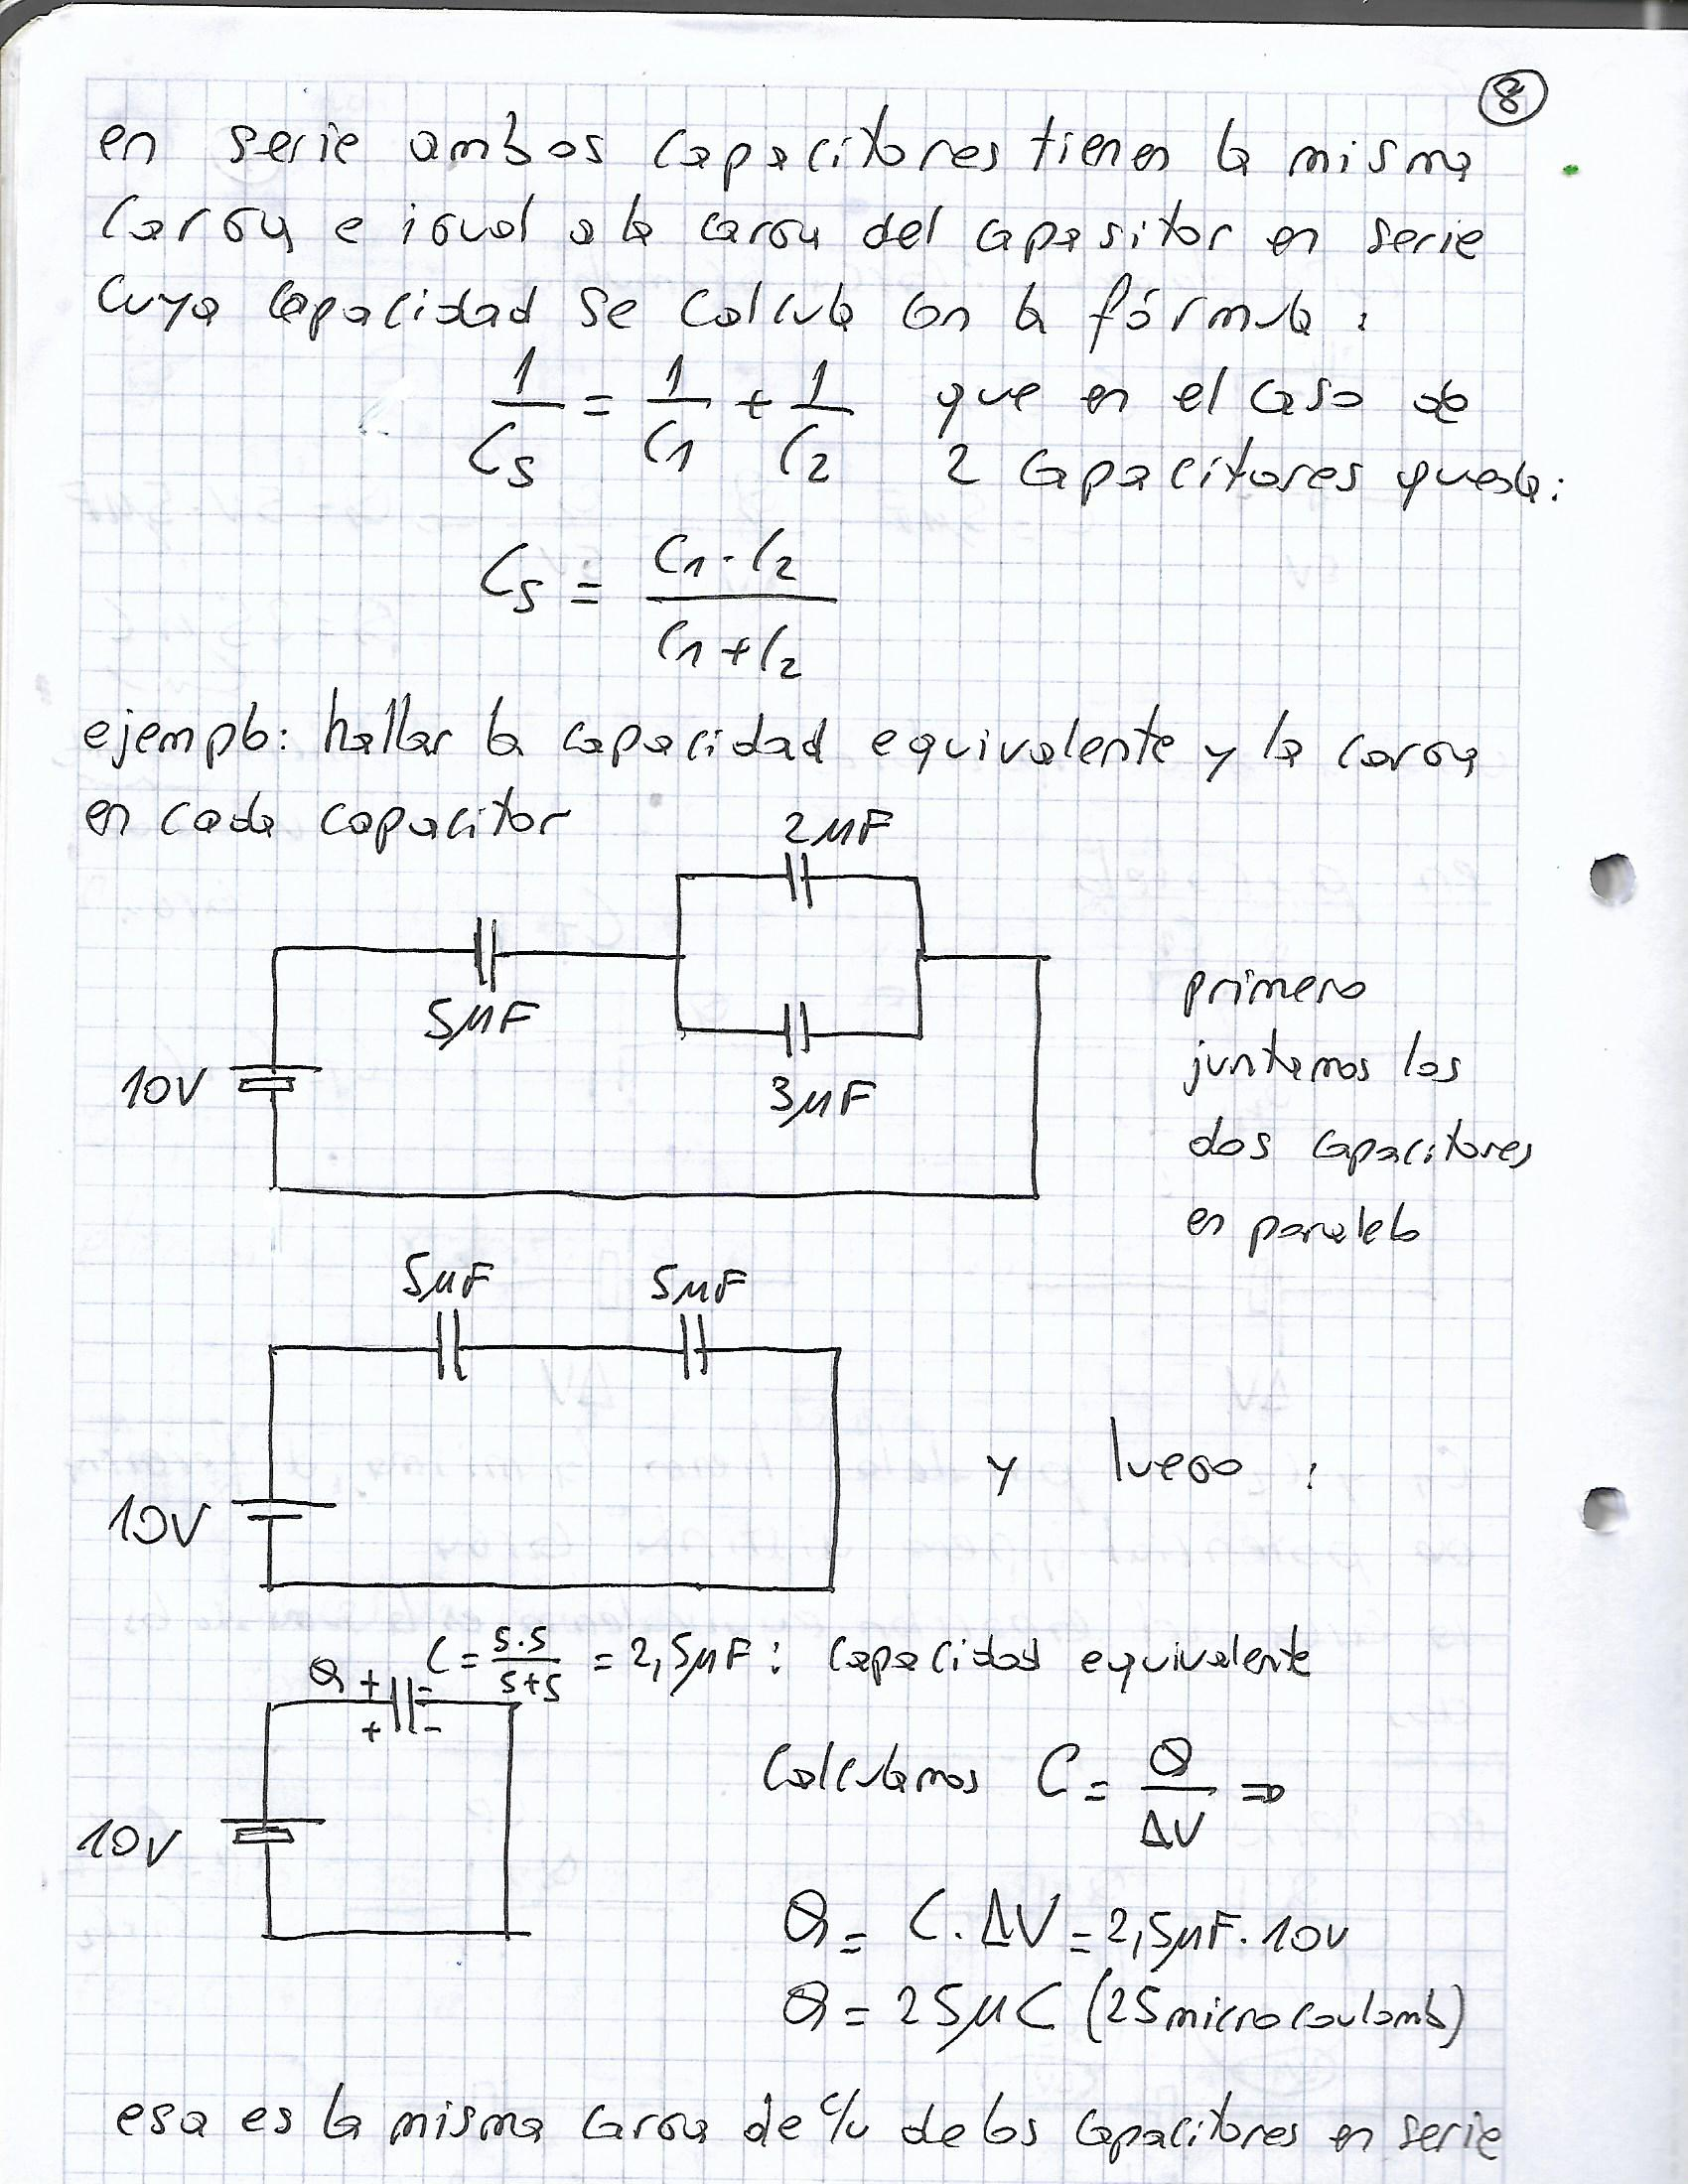 8
en serie ambos capacitores tienen la misma
carga e igual a la carga del capasitor en serie
cuya capacidad se calcula con la fórmula:
1/Cs = 1/C1 + 1/C2 que en el caso de
2 capacitores queda:
Cs = C1·C2/C1+C2
ejemplo: hallar la capacidad equivalente y la carga
en cada capacitor
2μF
5μF
10V
3μF
primero
juntamos los
dos capacitores
en paralelo
5μF 5μF
10V
y luego:
C = 5·5/5+5 = 2,5μF: capacidad equivalente
Q + -
+ -
10V
Calculamos C = Q/ΔV ⇒
Q = C·ΔV = 2,5μF·10V
Q = 25μC (25microcoulomb)
esa es la misma carga de c/u de los capacitores en serie